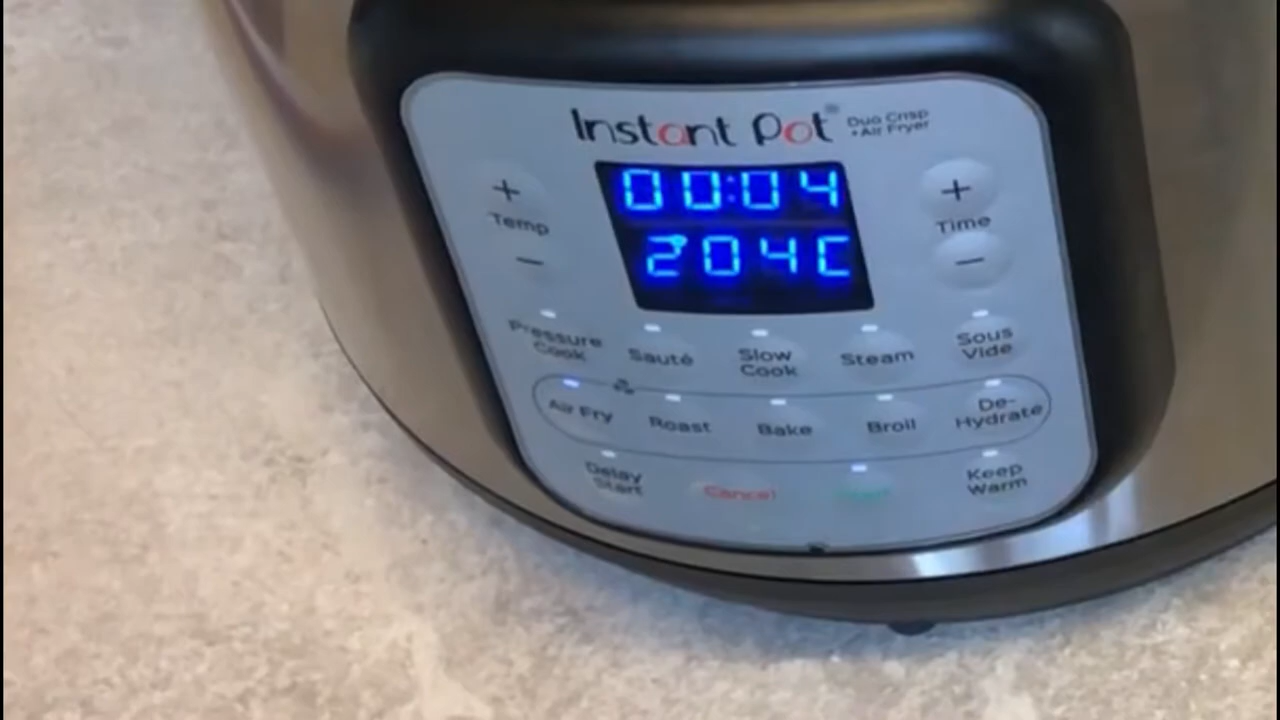 Instant Pot® Duo Crisp
+Air Fryer
00:04
204C
+ Temp −
+ Time −
Pressure Cook
Sauté
Slow Cook
Steam
Sous Vide
Air Fry
Roast
Bake
Broil
De-Hydrate
Delay Start
Cancel
Start
Keep Warm